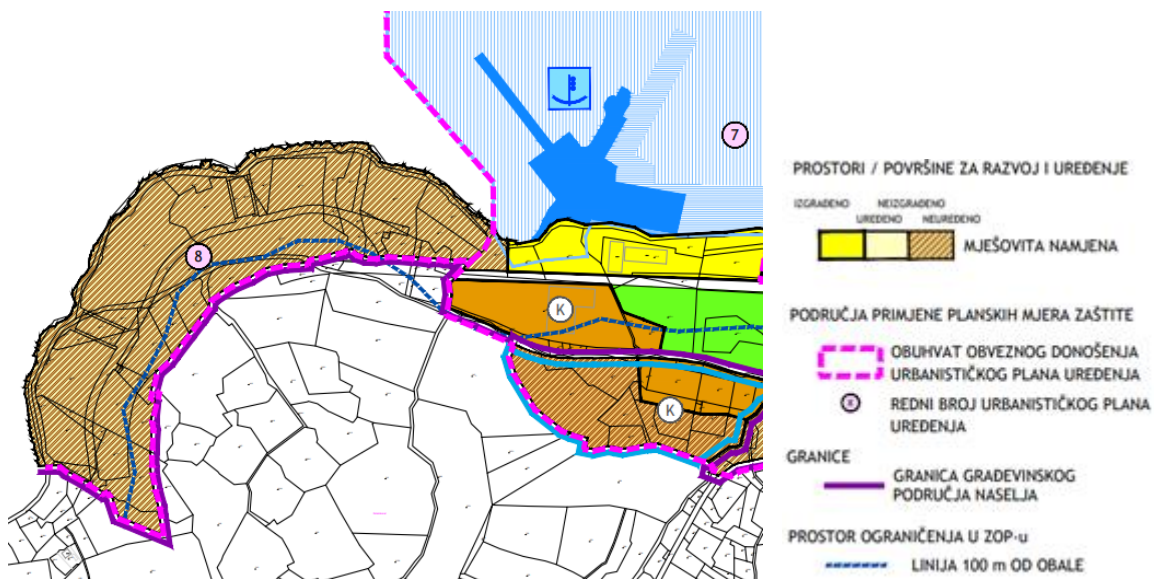 7
8
K
K
PROSTORI / POVRŠINE ZA RAZVOJ I UREĐENJE
IZGRAĐENO NEIZGRAĐENO
UREĐENO NEUREĐENO
MJEŠOVITA NAMJENA
PODRUČJA PRIMJENE PLANSKIH MJERA ZAŠTITE
OBUHVAT OBVEZNOG DONOŠENJA
URBANISTIČKOG PLANA UREĐENJA
X REDNI BROJ URBANISTIČKOG PLANA
UREĐENJA
GRANICE
GRANICA GRAĐEVINSKOG
PODRUČJA NASELJA
PROSTOR OGRANIČENJA U ZOP-u
LINIJA 100 m OD OBALE